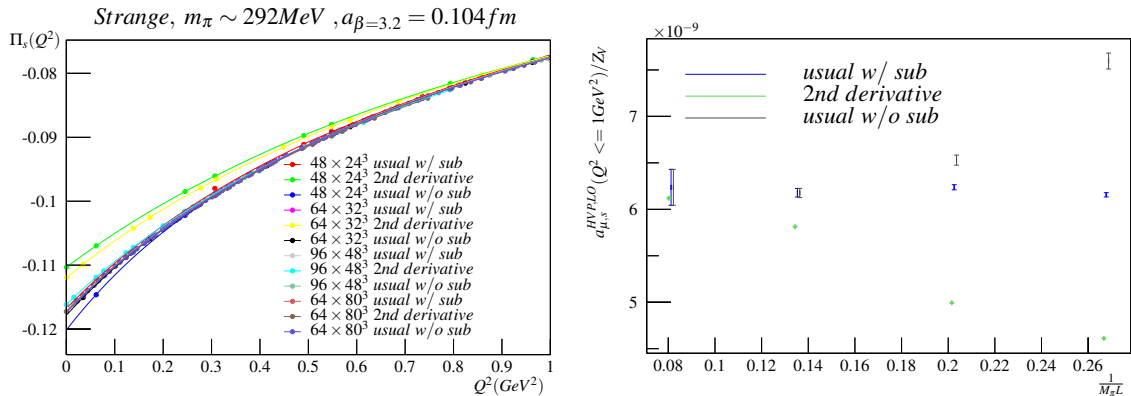 Strange, m_π ∼ 292MeV , a_{β=3.2} = 0.104fm
Π_s(Q²)
-0.08
-0.09
-0.1
-0.11
-0.12
48 × 24³ usual w/ sub
48 × 24³ 2nd derivative
48 × 24³ usual w/o sub
64 × 32³ usual w/ sub
64 × 32³ 2nd derivative
64 × 32³ usual w/o sub
96 × 48³ usual w/ sub
96 × 48³ 2nd derivative
96 × 48³ usual w/o sub
64 × 80³ usual w/ sub
64 × 80³ 2nd derivative
64 × 80³ usual w/o sub
0 0.1 0.2 0.3 0.4 0.5 0.6 0.7 0.8 0.9 1
Q²(GeV²)
×10⁻⁹
a_{μ,s}^{HVP,LO}(Q² <= 1GeV²)/Z_V
7
6
5
usual w/ sub
2nd derivative
usual w/o sub
0.08 0.1 0.12 0.14 0.16 0.18 0.2 0.22 0.24 0.26
1/(M_π L)